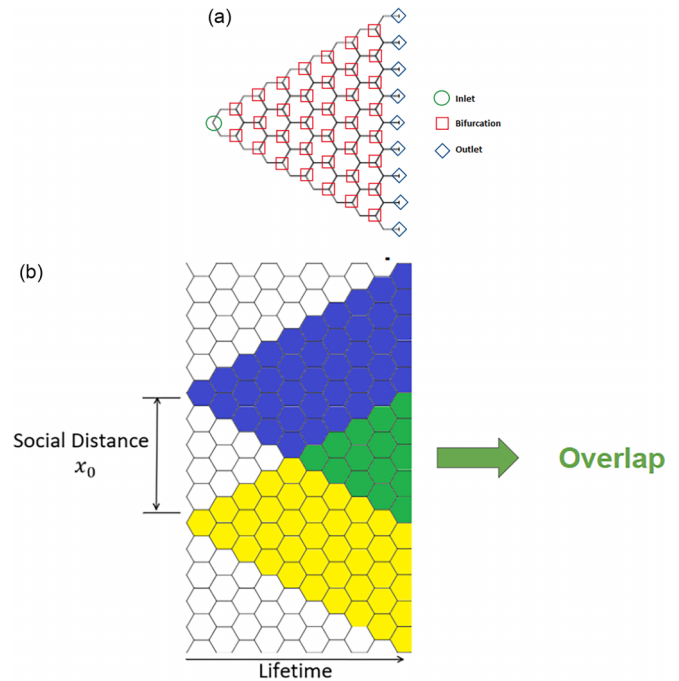 (a)
Inlet
Bifurcation
Outlet
(b)
Social Distance
x₀
Overlap
Lifetime